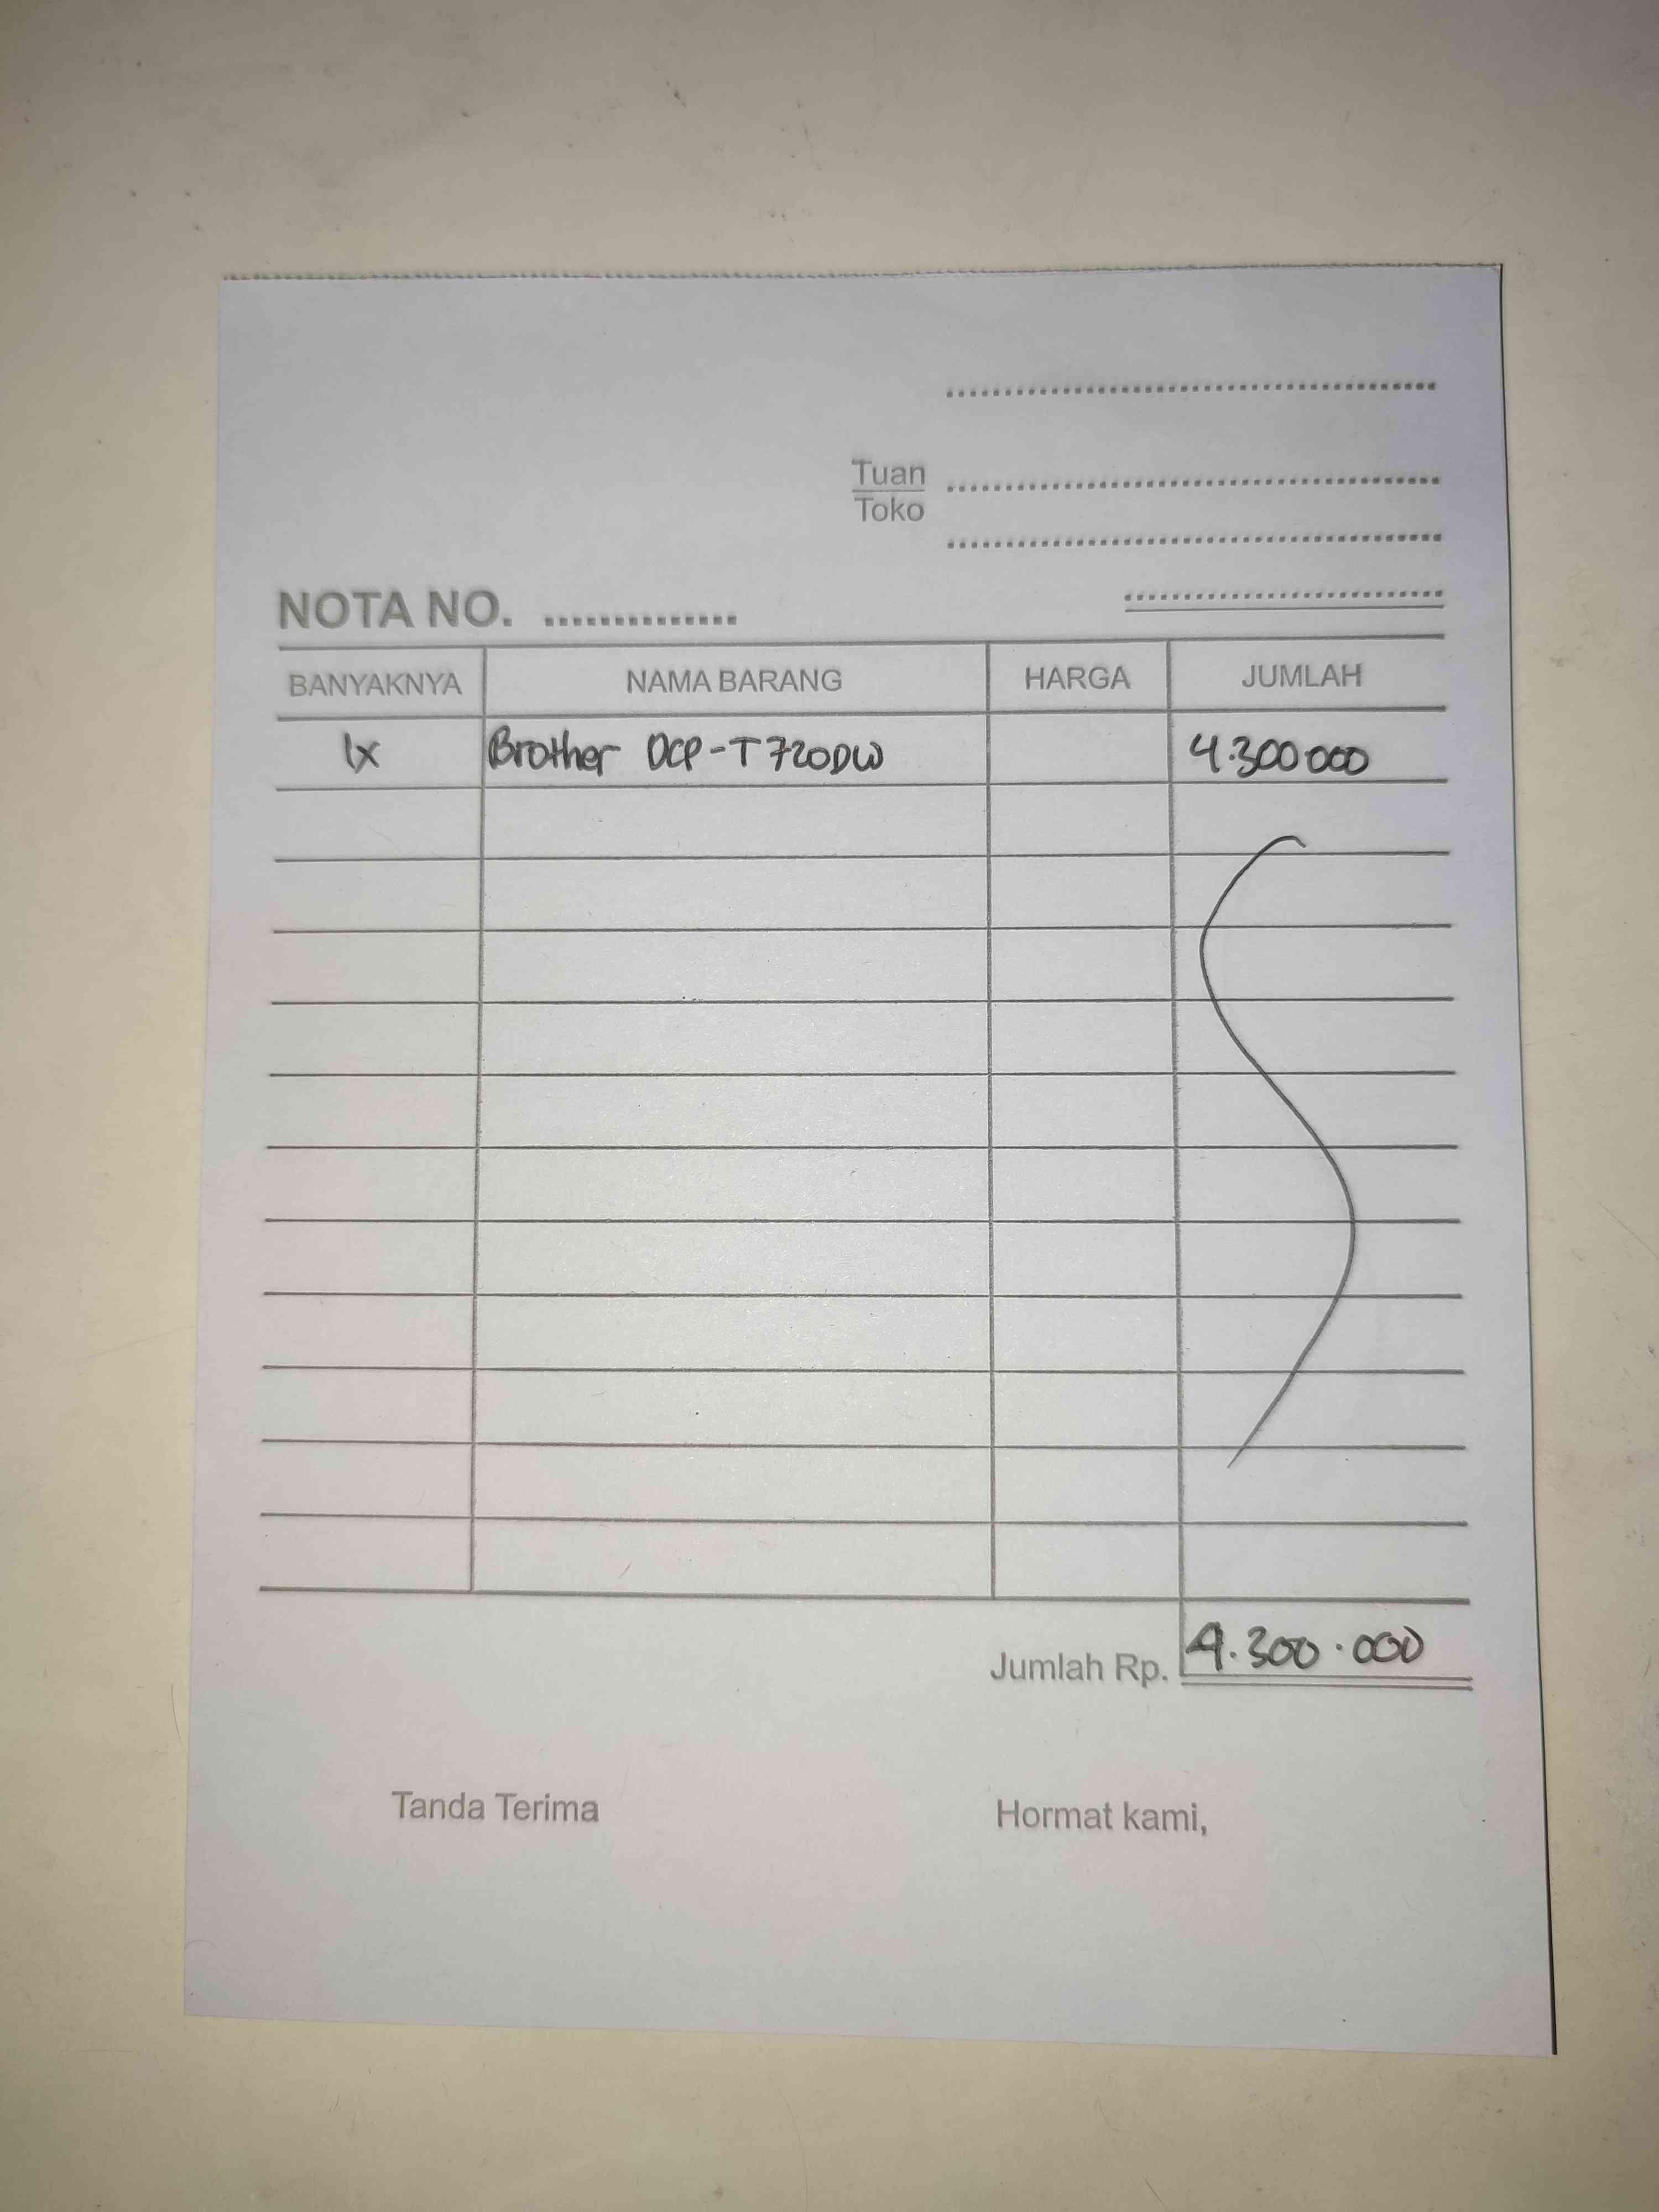 Tuan
Toko
NOTA NO. ..............
BANYAKNYA NAMA BARANG HARGA JUMLAH
1x Brother DCP-T720DW 4.300.000
Jumlah Rp. 4.300.000
Tanda Terima Hormat kami,